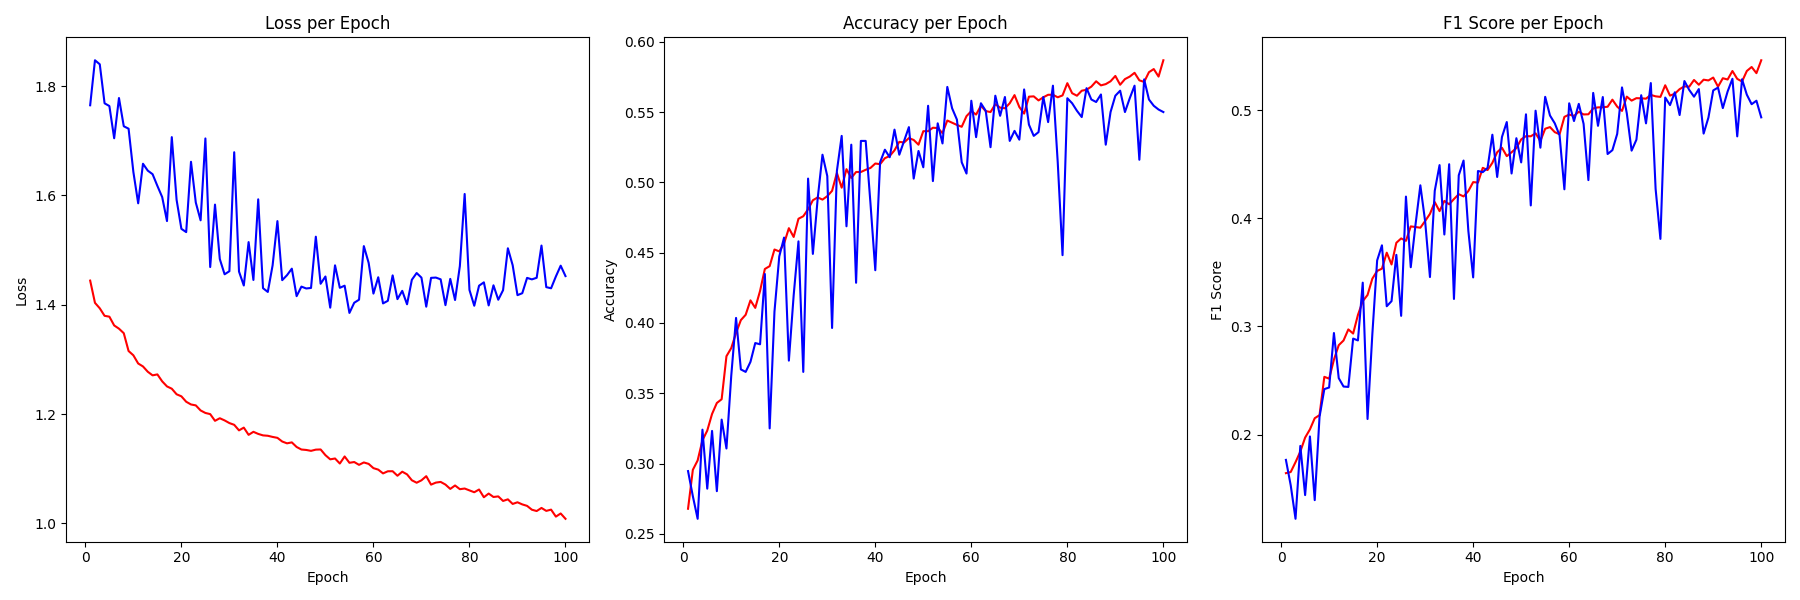 Loss per Epoch
Loss
1.8
1.6
1.4
1.2
1.0
0 20 40 60 80 100
Epoch
Accuracy per Epoch
Accuracy
0.60
0.55
0.50
0.45
0.40
0.35
0.30
0.25
0 20 40 60 80 100
Epoch
F1 Score per Epoch
F1 Score
0.5
0.4
0.3
0.2
0 20 40 60 80 100
Epoch